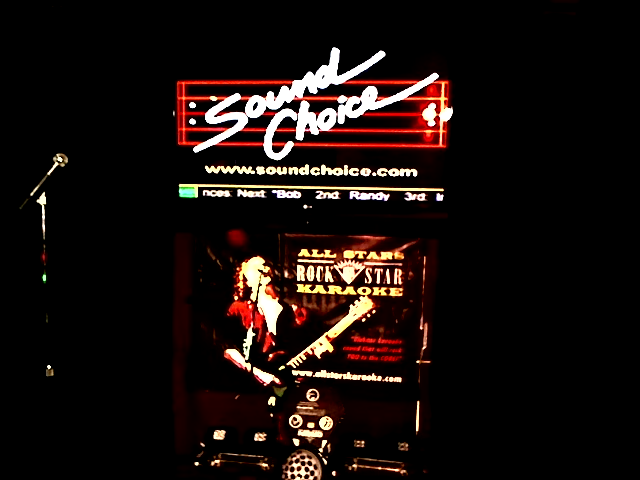 Sound
Choice
www.soundchoice.com
nces: Next: "Bob 2nd: Randy 3rd:
ALL STARS
ROCK STAR
KARAOKE
www.allstarskaraoke.com